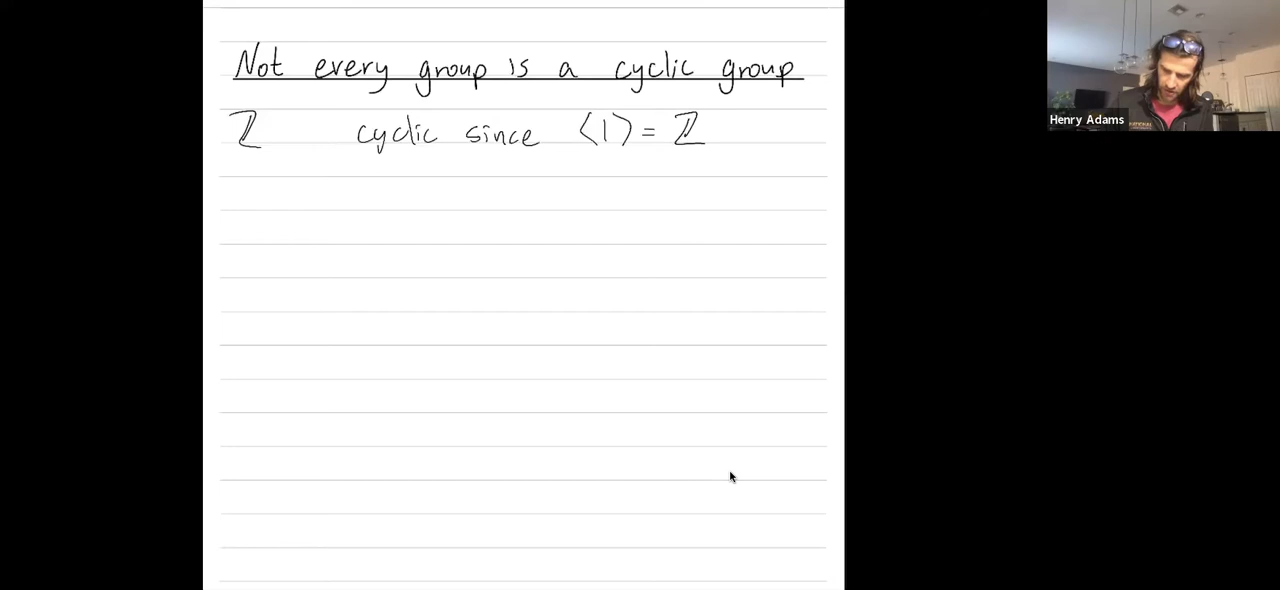 Not every group is a cyclic group
ℤ cyclic since ⟨1⟩ = ℤ
Henry Adams